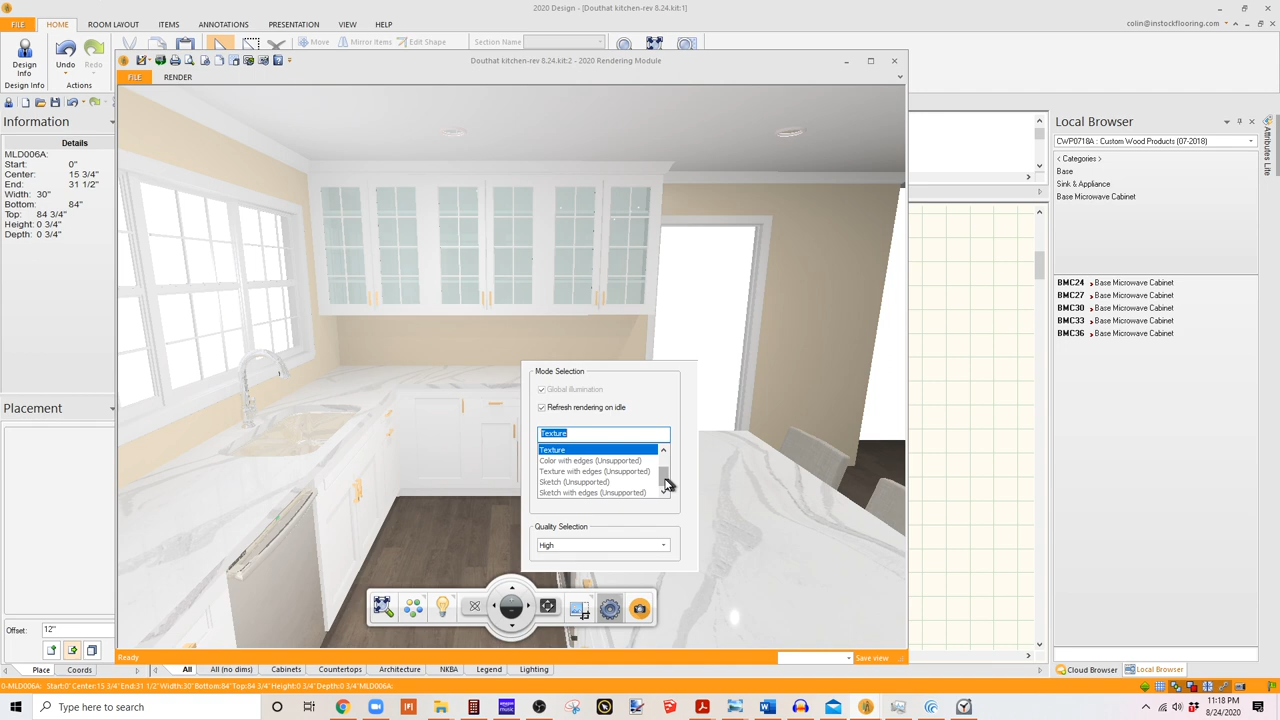 2020 Design - [Douthat kitchen-rev 8.24.kit:1]
FILE HOME ROOM LAYOUT ITEMS ANNOTATIONS PRESENTATION VIEW HELP
colin@instockflooring.com
Design Info
Undo
Redo
Move
Mirror Items
Edit Shape
Section Name
Design Info
Actions
Douthat kitchen-rev 8.24.kit:2 - 2020 Rendering Module
FILE RENDER
Information
Details
MLD006A:
Start: 0"
Center: 15 3/4"
End: 31 1/2"
Width: 30"
Bottom: 84"
Top: 84 3/4"
Height: 0 3/4"
Depth: 0 3/4"
Placement
Offset: 12"
Place Coords
Mode Selection
Global illumination
Refresh rendering on idle
Texture
Texture
Color with edges (Unsupported)
Texture with edges (Unsupported)
Sketch (Unsupported)
Sketch with edges (Unsupported)
Quality Selection
High
Ready
Save view
All All (no dims) Cabinets Countertops Architecture NKBA Legend Lighting
Local Browser
CWP0718A : Custom Wood Products (07-2018)
< Categories >
Base
Sink & Appliance
Base Microwave Cabinet
BMC24 Base Microwave Cabinet
BMC27 Base Microwave Cabinet
BMC30 Base Microwave Cabinet
BMC33 Base Microwave Cabinet
BMC36 Base Microwave Cabinet
Attributes Lite
Cloud Browser Local Browser
0-MLD006A: Start:0" Center:15 3/4" End:31 1/2" Width:30" Bottom:84" Top:84 3/4" Height:0 3/4" Depth:0 3/4" MLD006A:
Type here to search
amazon music
11:18 PM
8/24/2020